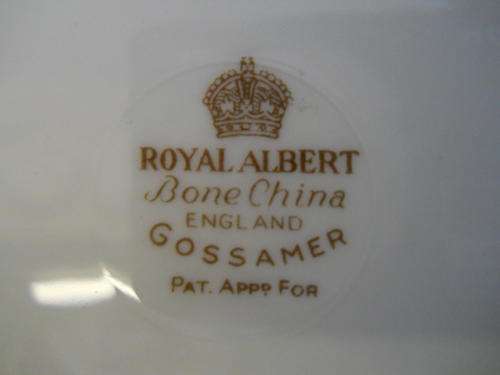 ROYAL ALBERT
Bone China
ENGLAND
GOSSAMER
PAT. APPD FOR